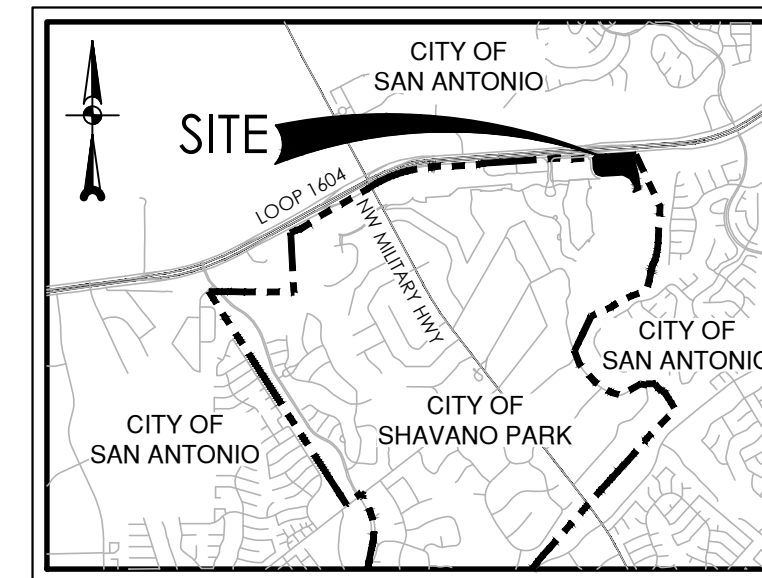 CITY OF
SAN ANTONIO
SITE
LOOP 1604
NW MILITARY HWY
CITY OF
SAN ANTONIO
CITY OF
SHAVANO PARK
CITY OF
SAN ANTONIO